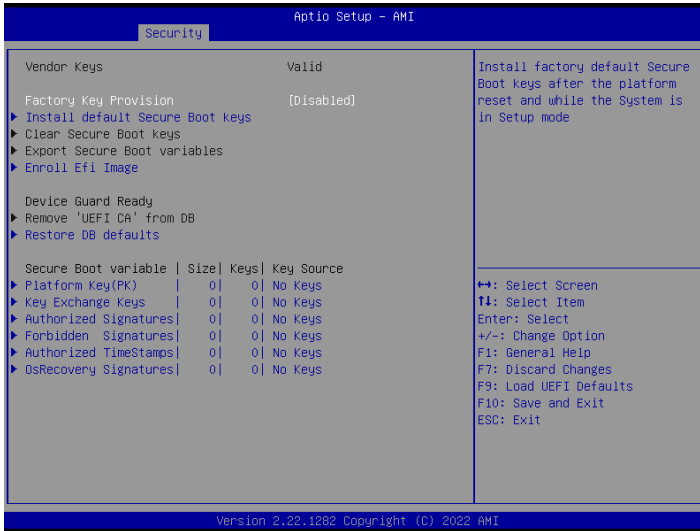 Aptio Setup – AMI
Security
Vendor Keys Valid
Factory Key Provision [Disabled]
▶ Install default Secure Boot keys
▶ Clear Secure Boot keys
▶ Export Secure Boot variables
▶ Enroll Efi Image
Device Guard Ready
▶ Remove 'UEFI CA' from DB
▶ Restore DB defaults
Secure Boot variable | Size| Keys| Key Source
▶ Platform Key(PK) | 0| 0| No Keys
▶ Key Exchange Keys | 0| 0| No Keys
▶ Authorized Signatures| 0| 0| No Keys
▶ Forbidden Signatures| 0| 0| No Keys
▶ Authorized TimeStamps| 0| 0| No Keys
▶ OsRecovery Signatures| 0| 0| No Keys
Install factory default Secure
Boot keys after the platform
reset and while the System is
in Setup mode
↔: Select Screen
↑↓: Select Item
Enter: Select
+/-: Change Option
F1: General Help
F7: Discard Changes
F9: Load UEFI Defaults
F10: Save and Exit
ESC: Exit
Version 2.22.1282 Copyright (C) 2022 AMI